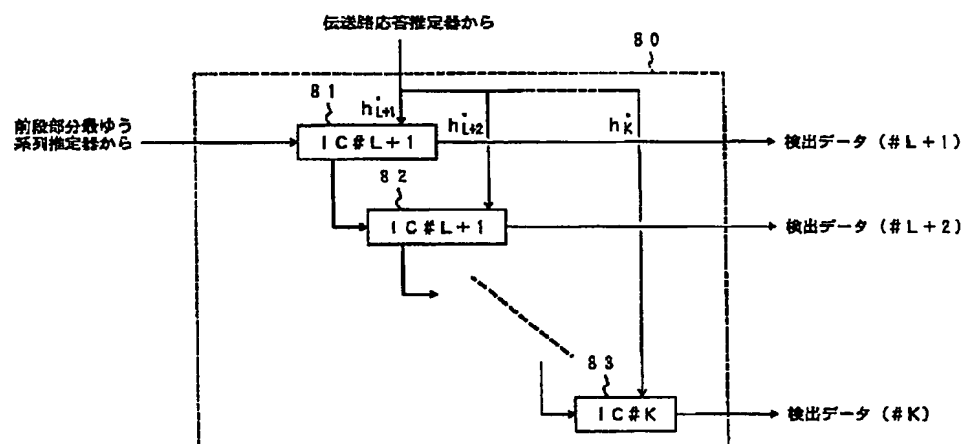 伝送路応答推定器から
80
81
h*L+1
h*L+2
h*K
前段部分最ゆう
系列推定器から
IC#L+1
検出データ(#L+1)
82
IC#L+1
検出データ(#L+2)
83
IC#K
検出データ(#K)